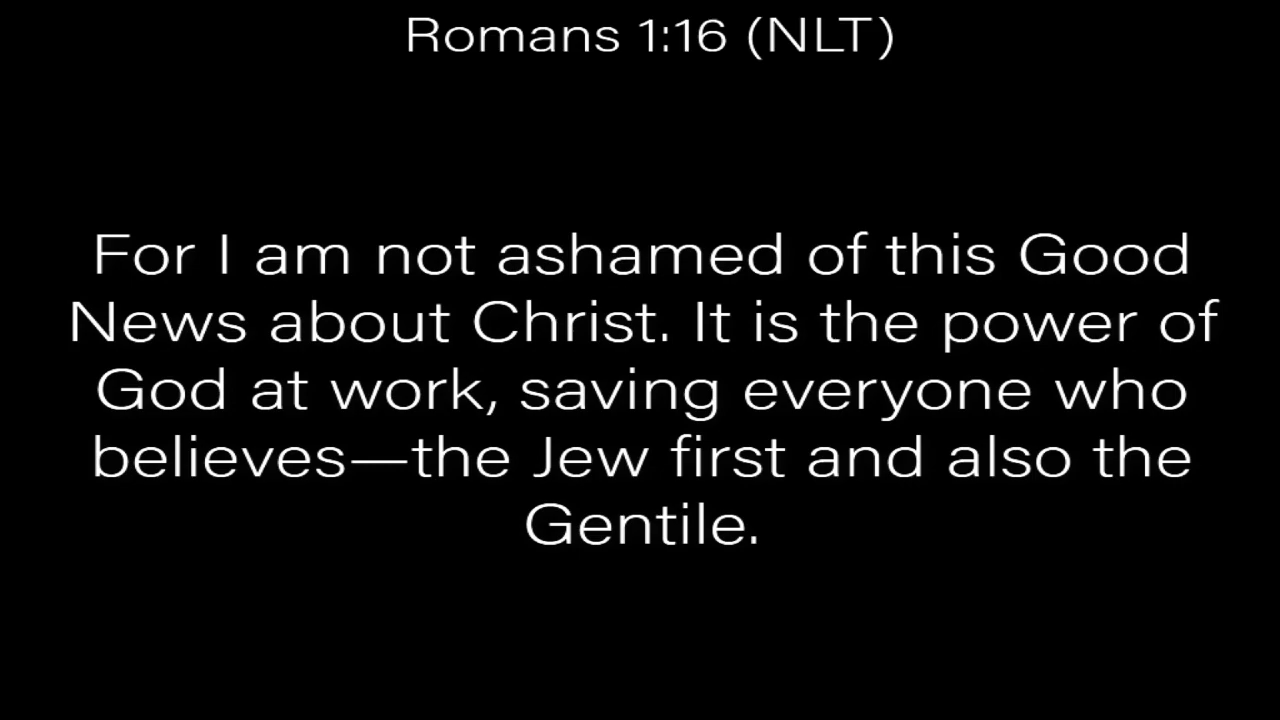 Romans 1:16 (NLT)
For I am not ashamed of this Good
News about Christ. It is the power of
God at work, saving everyone who
believes—the Jew first and also the
Gentile.